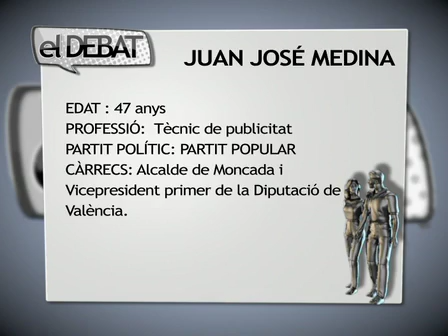 el DEBAT
JUAN JOSÉ MEDINA
EDAT : 47 anys
PROFESSIÓ: Tècnic de publicitat
PARTIT POLÍTIC: PARTIT POPULAR
CÀRRECS: Alcalde de Moncada i
Vicepresident primer de la Diputació de
València.